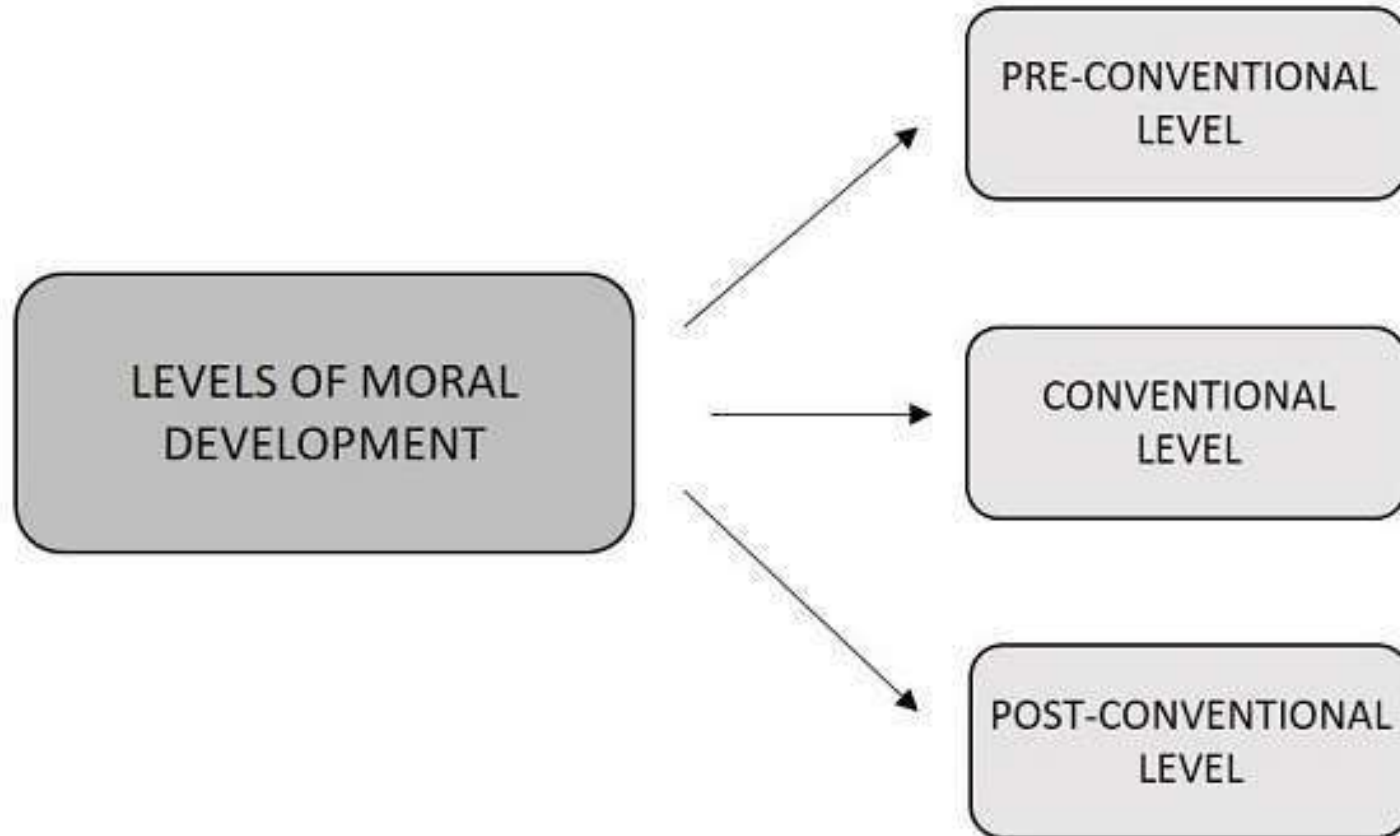 LEVELS OF MORAL
DEVELOPMENT
PRE-CONVENTIONAL
LEVEL
CONVENTIONAL
LEVEL
POST-CONVENTIONAL
LEVEL